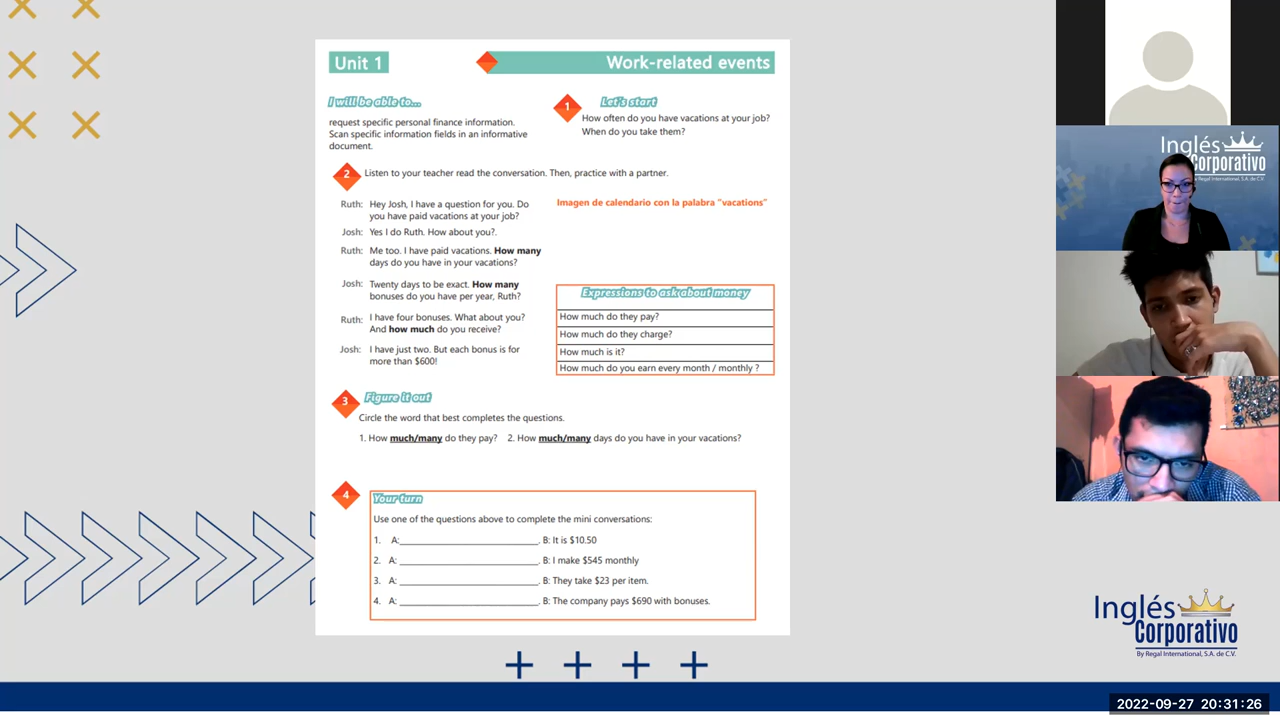 Unit 1
Work-related events
I will be able to...
request specific personal finance information.
Scan specific information fields in an informative
document.
1
Let's start
How often do you have vacations at your job?
When do you take them?
2
Listen to your teacher read the conversation. Then, practice with a partner.
Ruth: Hey Josh, I have a question for you. Do
you have paid vacations at your job?
Josh: Yes I do Ruth. How about you?.
Ruth: Me too. I have paid vacations. How many
days do you have in your vacations?
Josh: Twenty days to be exact. How many
bonuses do you have per year, Ruth?
Ruth: I have four bonuses. What about you?
And how much do you receive?
Josh: I have just two. But each bonus is for
more than $600!
Imagen de calendario con la palabra "vacations"
Expressions to ask about money
How much do they pay?
How much do they charge?
How much is it?
How much do you earn every month / monthly ?
3
Figure it out
Circle the word that best completes the questions.
1. How much/many do they pay? 2. How much/many days do you have in your vacations?
4
Your turn
Use one of the questions above to complete the mini conversations:
1. A:____________________________. B: It is $10.50
2. A: ____________________________. B: I make $545 monthly
3. A: ____________________________. B: They take $23 per item.
4. A: ____________________________. B: The company pays $690 with bonuses.
Inglés
Corporativo
By Regal International, S.A. de C.V.
Inglés
Corporativo
By Regal International, S.A. de C.V.
2022-09-27 20:31:26